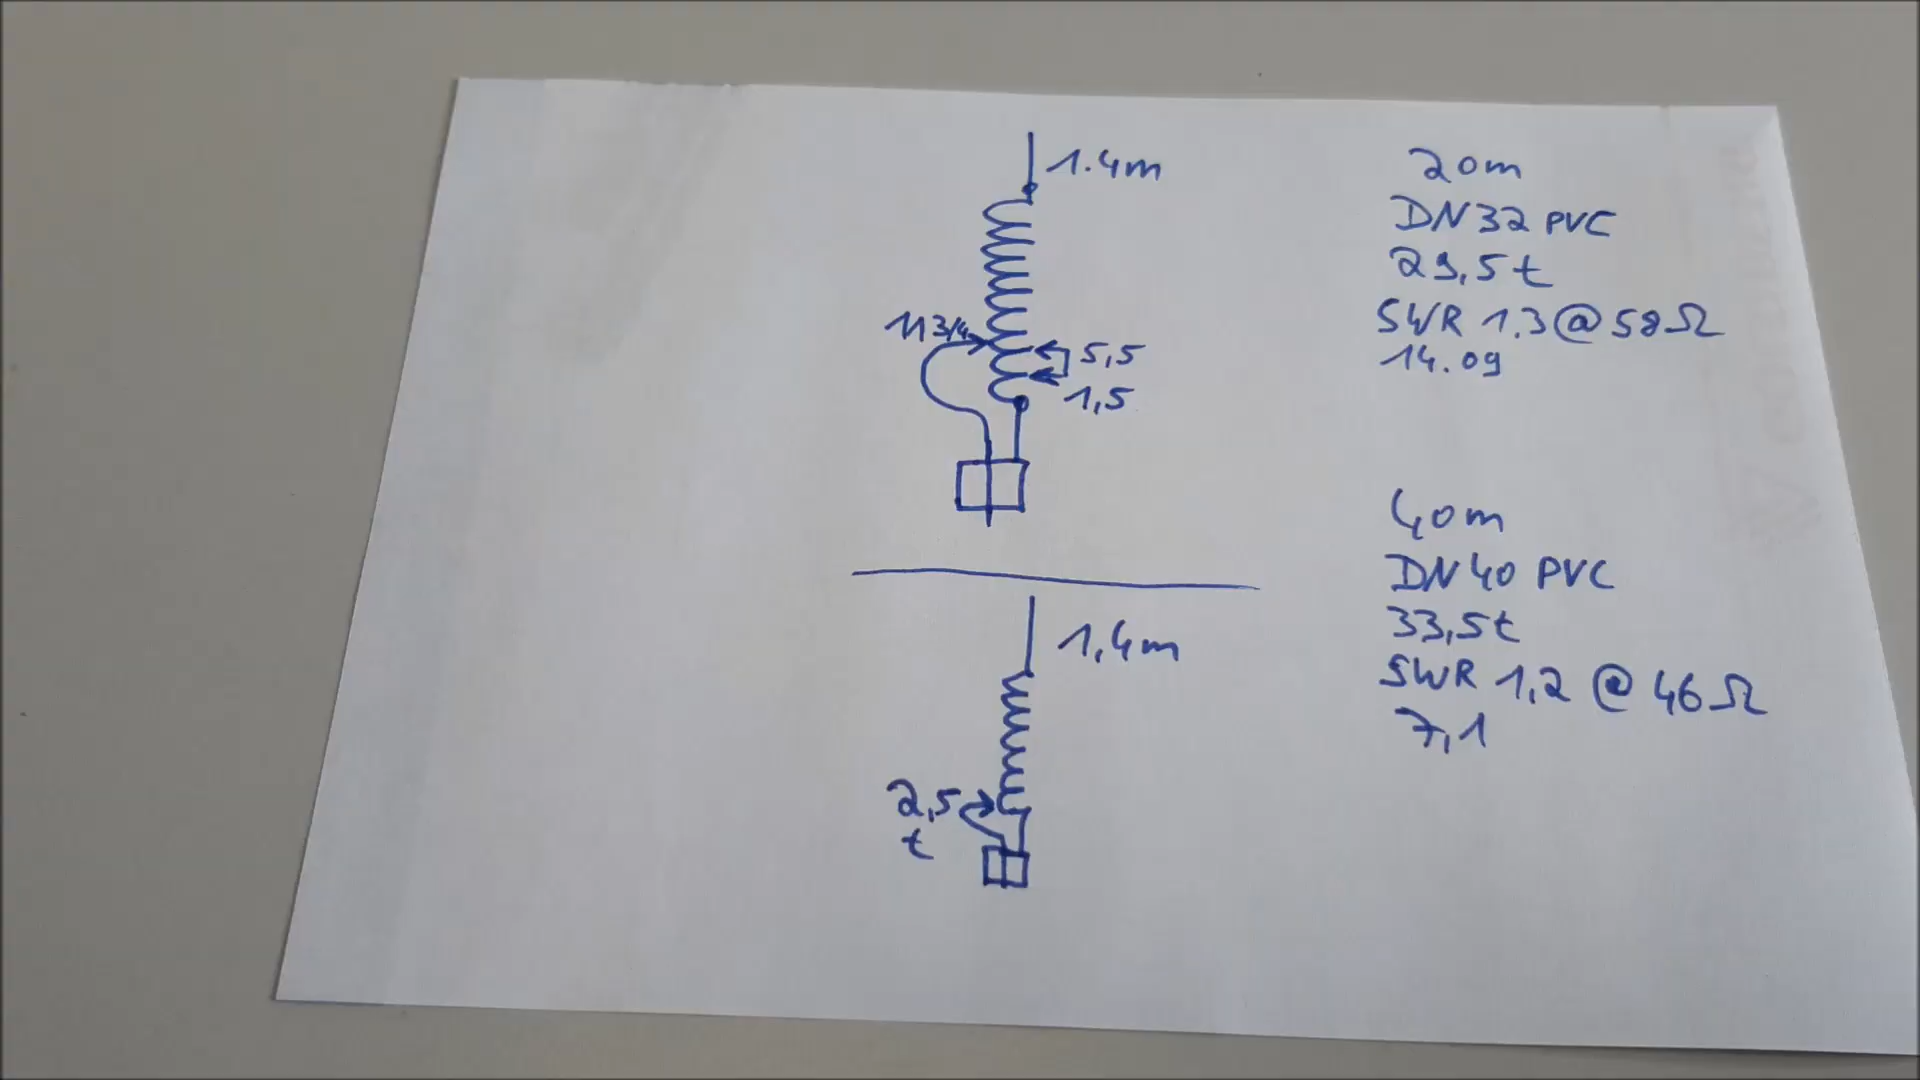 1.4m
11 3/4
5,5
1,5
20m
DN32 PVC
29,5t
SWR 1.3@58Ω
14.09
1,4m
2,5
t
40m
DN40 PVC
33,5t
SWR 1,2 @ 46Ω
7,1